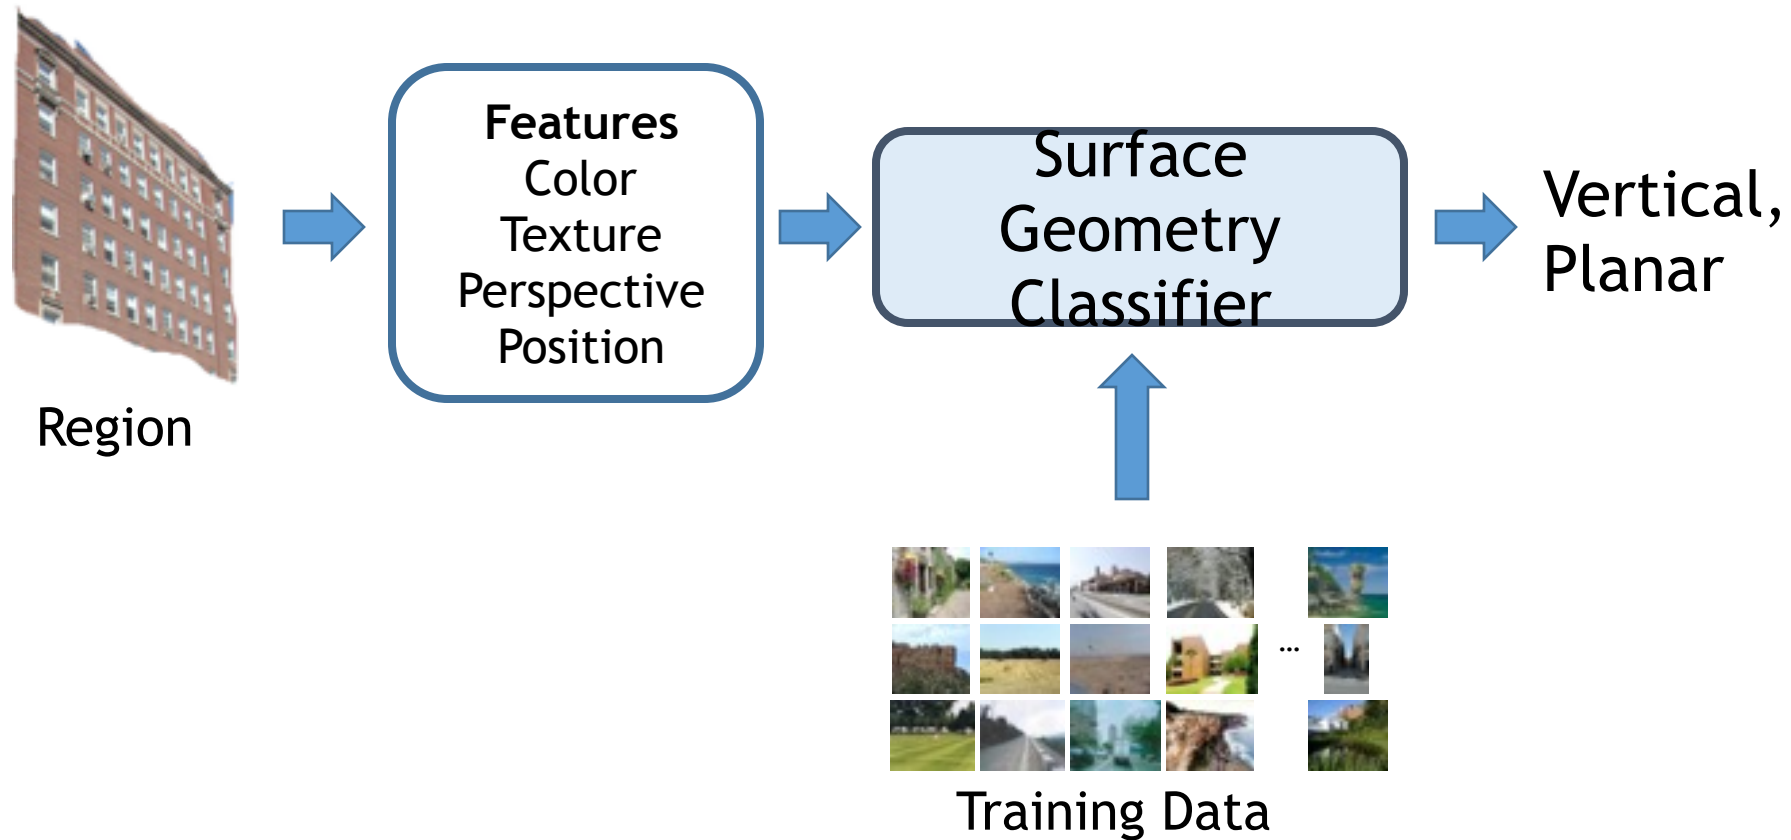 Features
Color
Texture
Perspective
Position
Surface
Geometry
Classifier
Vertical,
Planar
Region
...
Training Data